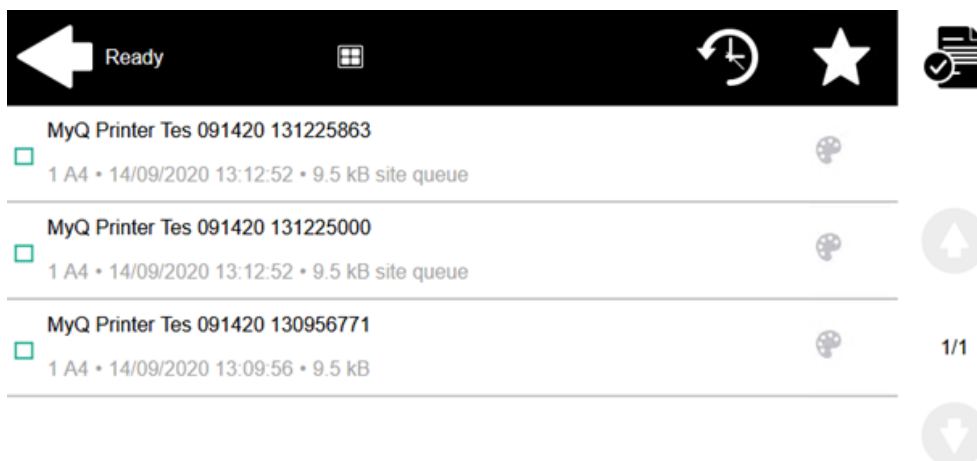 Ready
MyQ Printer Tes 091420 131225863
1 A4 • 14/09/2020 13:12:52 • 9.5 kB site queue
MyQ Printer Tes 091420 131225000
1 A4 • 14/09/2020 13:12:52 • 9.5 kB site queue
MyQ Printer Tes 091420 130956771
1 A4 • 14/09/2020 13:09:56 • 9.5 kB
1/1